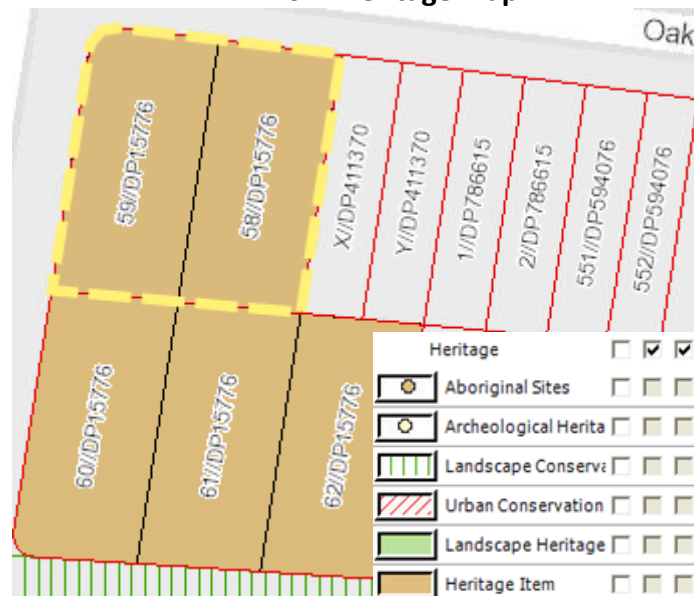 Oak
59//DP15776
58//DP15776
X//DP411370
Y//DP411370
1//DP786615
2//DP786615
551//DP594076
552//DP594076
60//DP15776
61//DP15776
62//DP15776
Heritage
Aboriginal Sites
Archeological Herita
Landscape Conserva
Urban Conservation
Landscape Heritage
Heritage Item